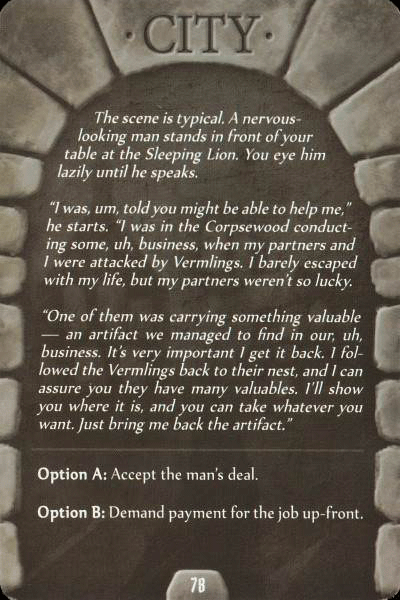 · CITY ·
The scene is typical. A nervous-
looking man stands in front of your
table at the Sleeping Lion. You eye him
lazily until he speaks.
“I was, um, told you might be able to help me,”
he starts. “I was in the Corpsewood conduct-
ing some, uh, business, when my partners and
I were attacked by Vermlings. I barely escaped
with my life, but my partners weren’t so lucky.
“One of them was carrying something valuable
— an artifact we managed to find in our, uh,
business. It’s very important I get it back. I fol-
lowed the Vermlings back to their nest, and I can
assure you they have many valuables. I’ll show
you where it is, and you can take whatever you
want. Just bring me back the artifact.”
Option A: Accept the man’s deal.
Option B: Demand payment for the job up-front.
78